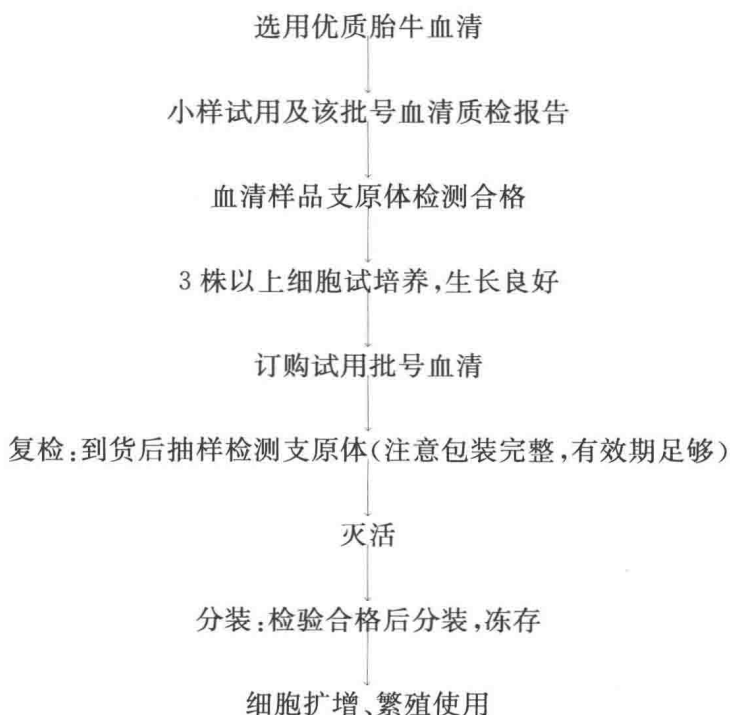 选用优质胎牛血清
小样试用及该批号血清质检报告
血清样品支原体检测合格
3 株以上细胞试培养,生长良好
订购试用批号血清
复检:到货后抽样检测支原体(注意包装完整,有效期足够)
灭活
分装:检验合格后分装,冻存
细胞扩增、繁殖使用